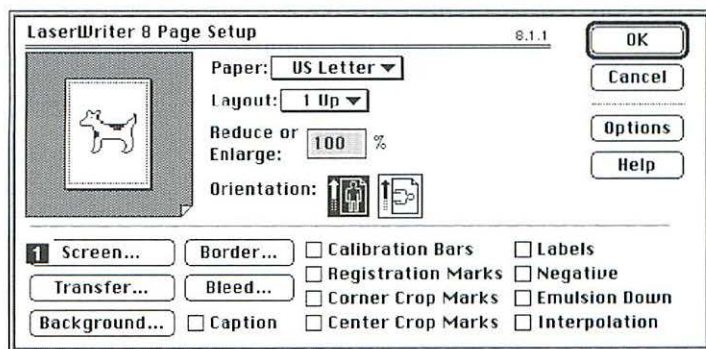 LaserWriter 8 Page Setup 8.1.1 OK
Paper: US Letter Cancel
Layout: 1 Up
Reduce or Enlarge: 100 % Options
Orientation: Help
1 Screen... Border... Calibration Bars Labels
Transfer... Bleed... Registration Marks Negative
Corner Crop Marks Emulsion Down
Background... Caption Center Crop Marks Interpolation